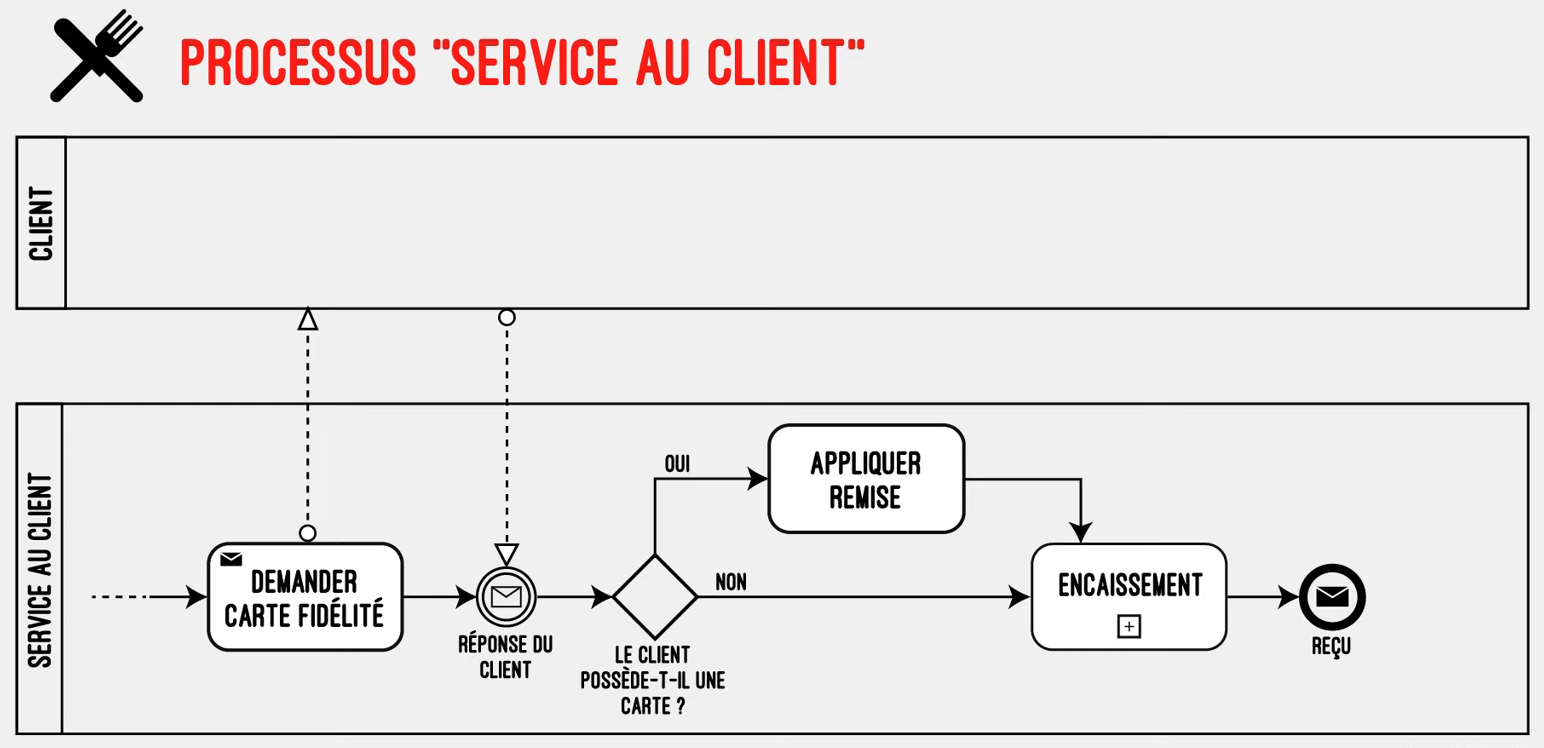 PROCESSUS "SERVICE AU CLIENT"
CLIENT
SERVICE AU CLIENT
DEMANDER
CARTE FIDÉLITÉ
RÉPONSE DU
CLIENT
LE CLIENT
POSSÈDE-T-IL UNE
CARTE ?
OUI
NON
APPLIQUER
REMISE
ENCAISSEMENT
REÇU